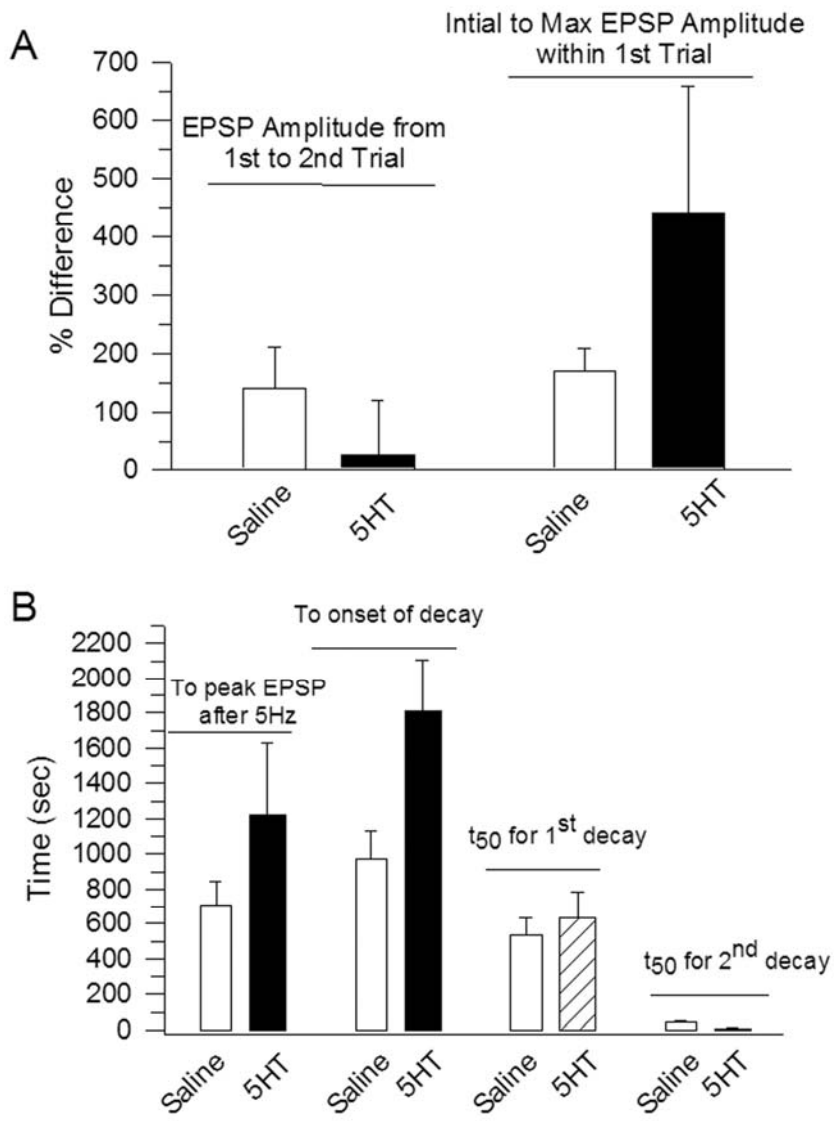 A
Intial to Max EPSP Amplitude
within 1st Trial
EPSP Amplitude from
1st to 2nd Trial
% Difference
700
600
500
400
300
200
100
0
Saline
5HT
Saline
5HT
B
To onset of decay
To peak EPSP
after 5Hz
t50 for 1st decay
t50 for 2nd decay
Time (sec)
2200
2000
1800
1600
1400
1200
1000
800
600
400
200
0
Saline
5HT
Saline
5HT
Saline
5HT
Saline
5HT